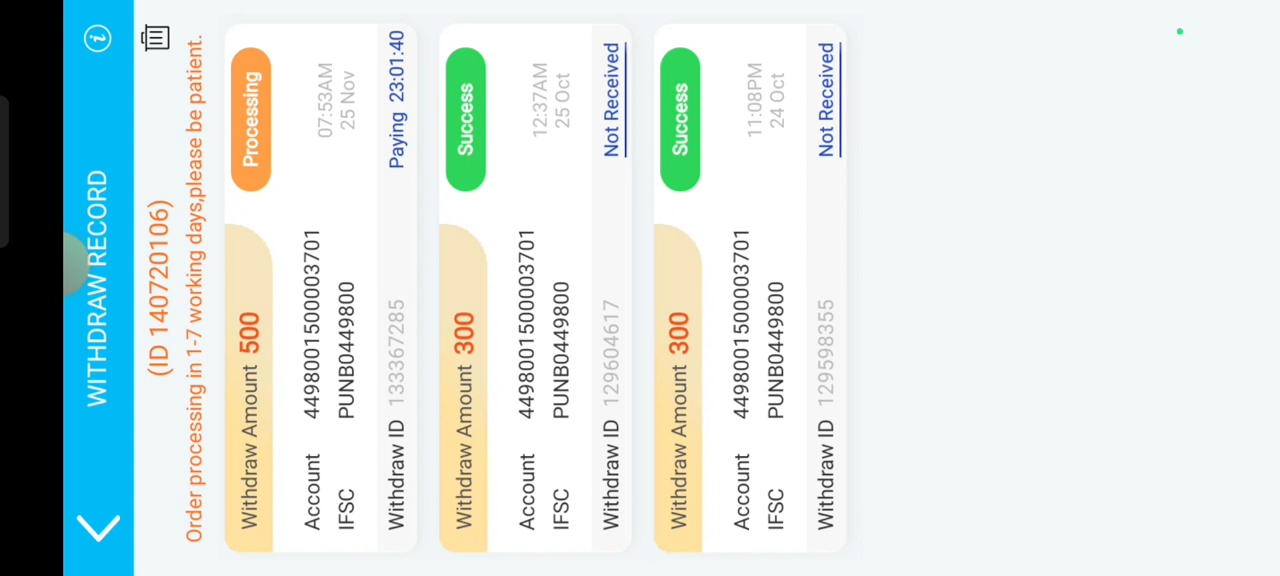 WITHDRAW RECORD
(ID 140720106)
Order processing in 1-7 working days,please be patient.
Withdraw Amount 500 Processing
Account 4498001500003701 07:53AM
IFSC PUNB0449800 25 Nov
Withdraw ID 133367285 Paying 23:01:40
Withdraw Amount 300 Success
Account 4498001500003701 12:37AM
IFSC PUNB0449800 25 Oct
Withdraw ID 129604617 Not Received
Withdraw Amount 300 Success
Account 4498001500003701 11:08PM
IFSC PUNB0449800 24 Oct
Withdraw ID 129598355 Not Received